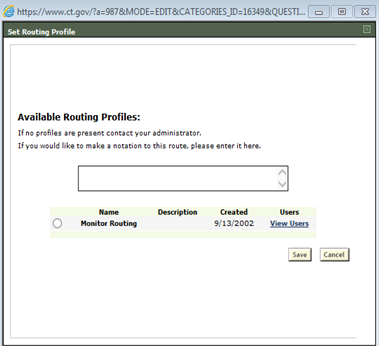 https://www.ct.gov/?a=987&MODE=EDIT&CATEGORIES_ID=16349&QUESTI...
Set Routing Profile
Available Routing Profiles:
If no profiles are present contact your administrator.
If you would like to make a notation to this route, please enter it here.
Name Description Created Users
Monitor Routing 9/13/2002 View Users
Save Cancel